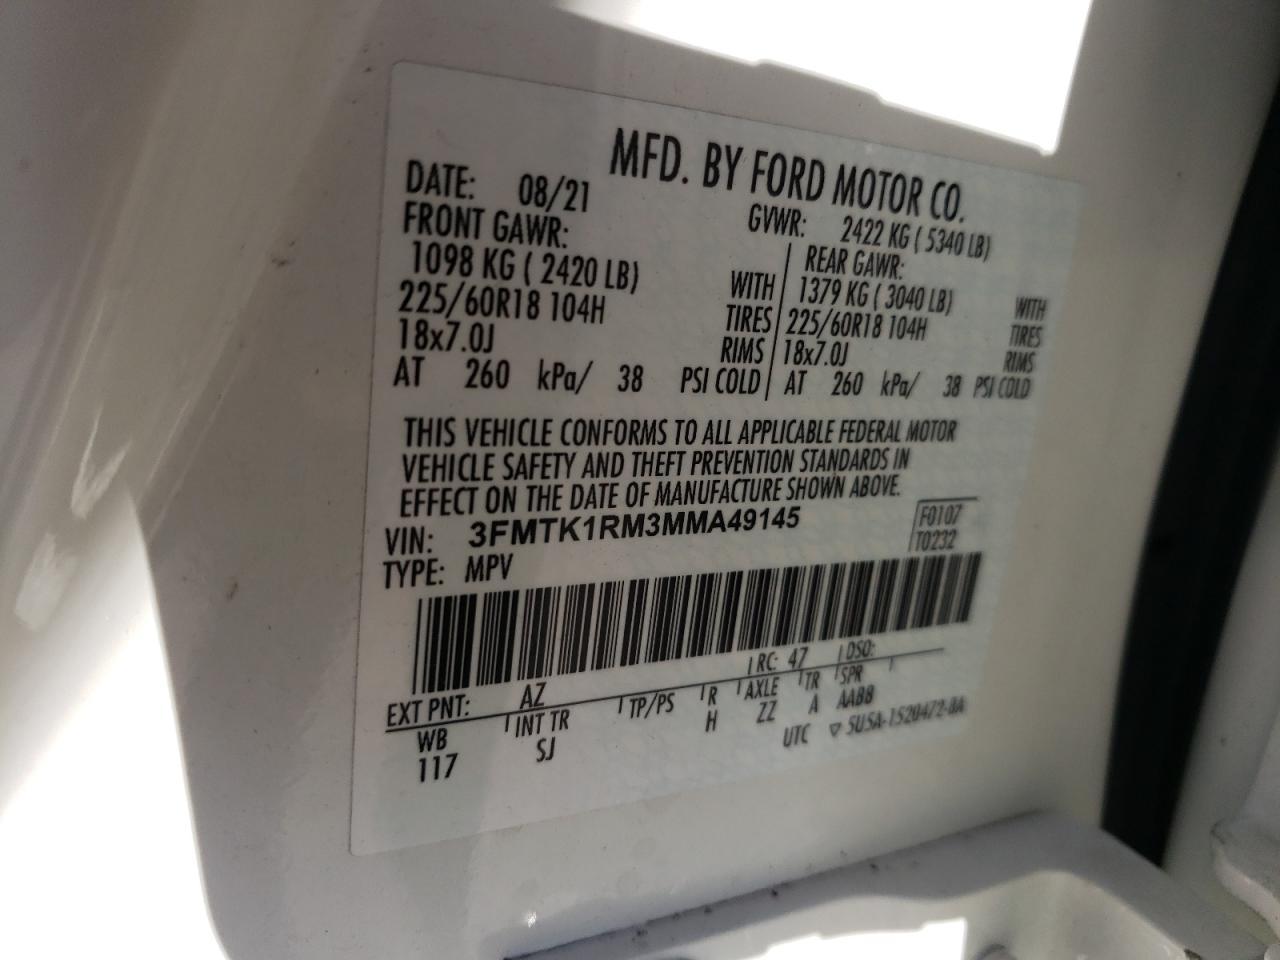 MFD. BY FORD MOTOR CO.
DATE: 08/21 GVWR: 2422 KG ( 5340 LB)
FRONT GAWR: REAR GAWR:
1098 KG ( 2420 LB) WITH 1379 KG ( 3040 LB) WITH
225/60R18 104H TIRES 225/60R18 104H TIRES
18x7.0J RIMS 18x7.0J RIMS
AT 260 kPa/ 38 PSI COLD AT 260 kPa/ 38 PSI COLD
THIS VEHICLE CONFORMS TO ALL APPLICABLE FEDERAL MOTOR
VEHICLE SAFETY AND THEFT PREVENTION STANDARDS IN
EFFECT ON THE DATE OF MANUFACTURE SHOWN ABOVE.
VIN: 3FMTK1RM3MMA49145 F0107
TYPE: MPV T0232
EXT PNT: AZ RC: 47 DSO:
WB INT TR TP/PS R AXLE TR SPR
117 SJ H ZZ A AABB
UTC ▽ 5U5A-1520472-BA